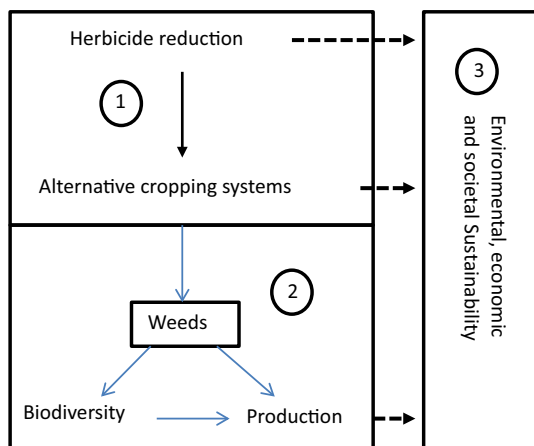 Herbicide reduction
1
Alternative cropping systems
2
Weeds
Biodiversity
Production
3
Environmental, economic
and societal Sustainability